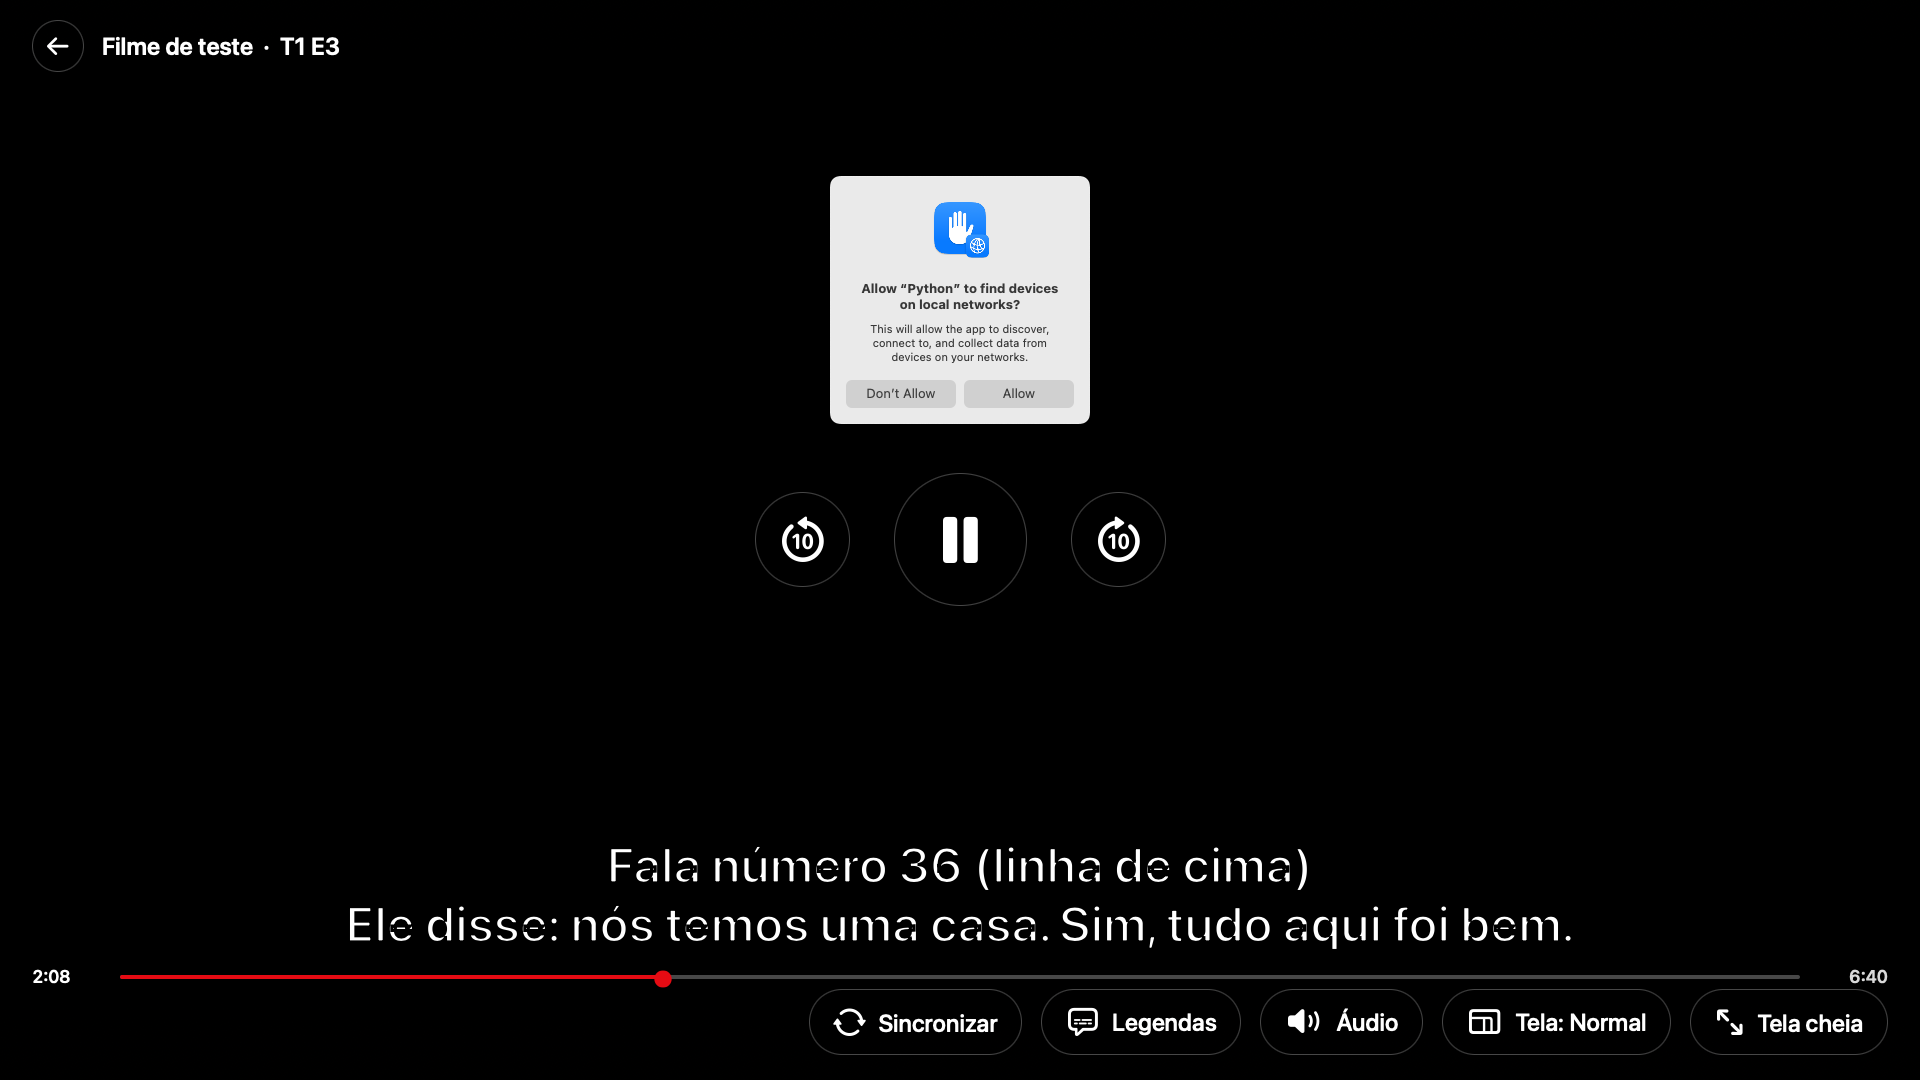 Filme de teste · T1 E3
Allow “Python” to find devices
on local networks?
This will allow the app to discover,
connect to, and collect data from
devices on your networks.
Don’t Allow
Allow
10
10
Fala número 36 (linha de cima)
Ele disse: nós temos uma casa. Sim, tudo aqui foi bem.
2:08
6:40
Sincronizar
Legendas
Áudio
Tela: Normal
Tela cheia